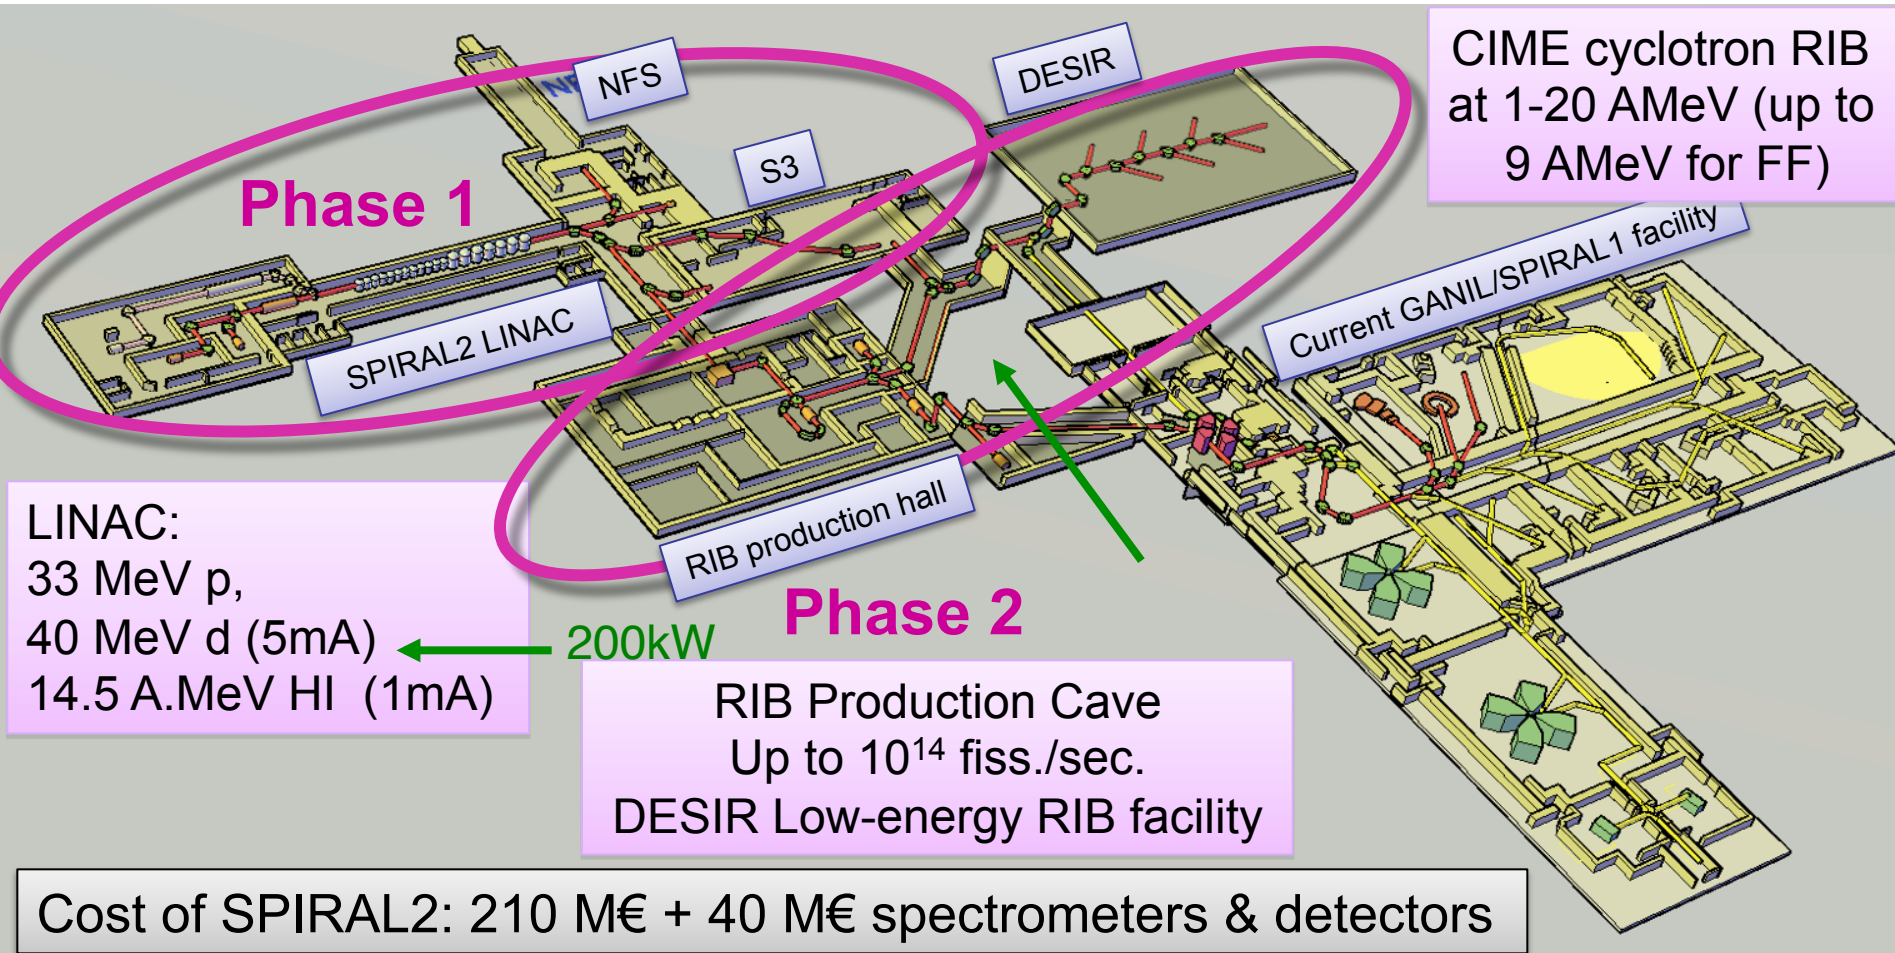 NFS
DESIR
CIME cyclotron RIB
at 1-20 AMeV (up to
9 AMeV for FF)
S3
Phase 1
Current GANIL/SPIRAL1 facility
SPIRAL2 LINAC
RIB production hall
LINAC:
33 MeV p,
40 MeV d (5mA)
14.5 A.MeV HI (1mA)
200kW
Phase 2
RIB Production Cave
Up to 10¹⁴ fiss./sec.
DESIR Low-energy RIB facility
Cost of SPIRAL2: 210 M€ + 40 M€ spectrometers & detectors